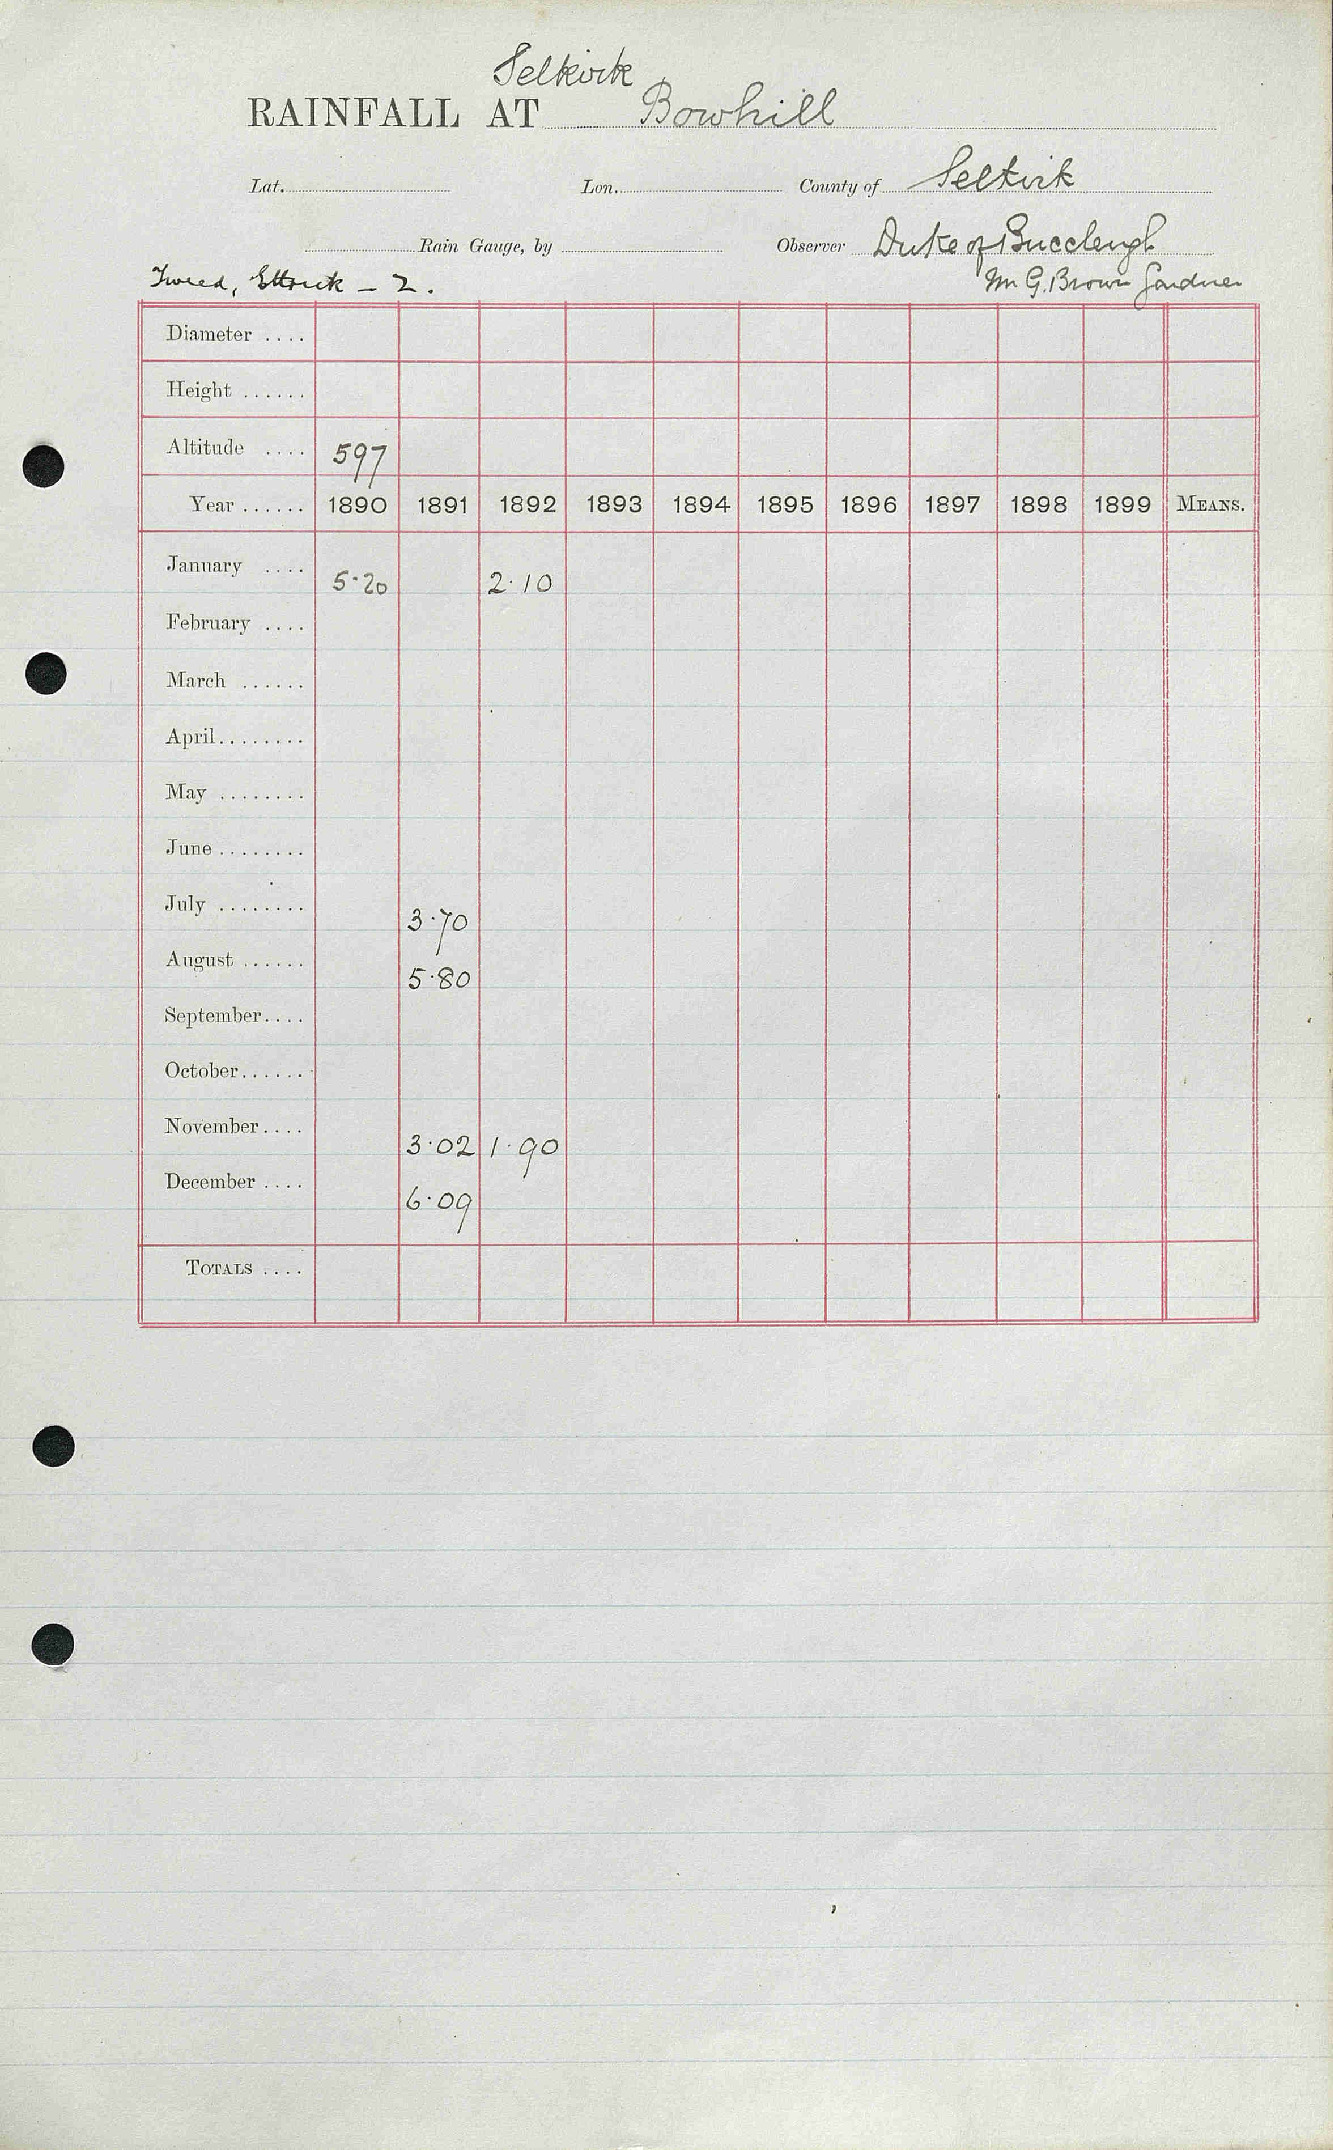 Selkirk
RAINFALL AT Bowhill
Lat. Lon. County of Selkirk
Rain Gauge, by Observer Duke of Buccleugh
Tweed, Ettrick - 2. Mr G. Brown Gardner
Diameter ....
Height ......
Altitude .... 597
Year ...... 1890 1891 1892 1893 1894 1895 1896 1897 1898 1899 MEANS.
January .... 5.20 2.10
February ....
March ......
April........
May ........
June ........
July ........ 3.70
August ...... 5.80
September....
October......
November.... 3.02 1.90
December .... 6.09
TOTALS ....